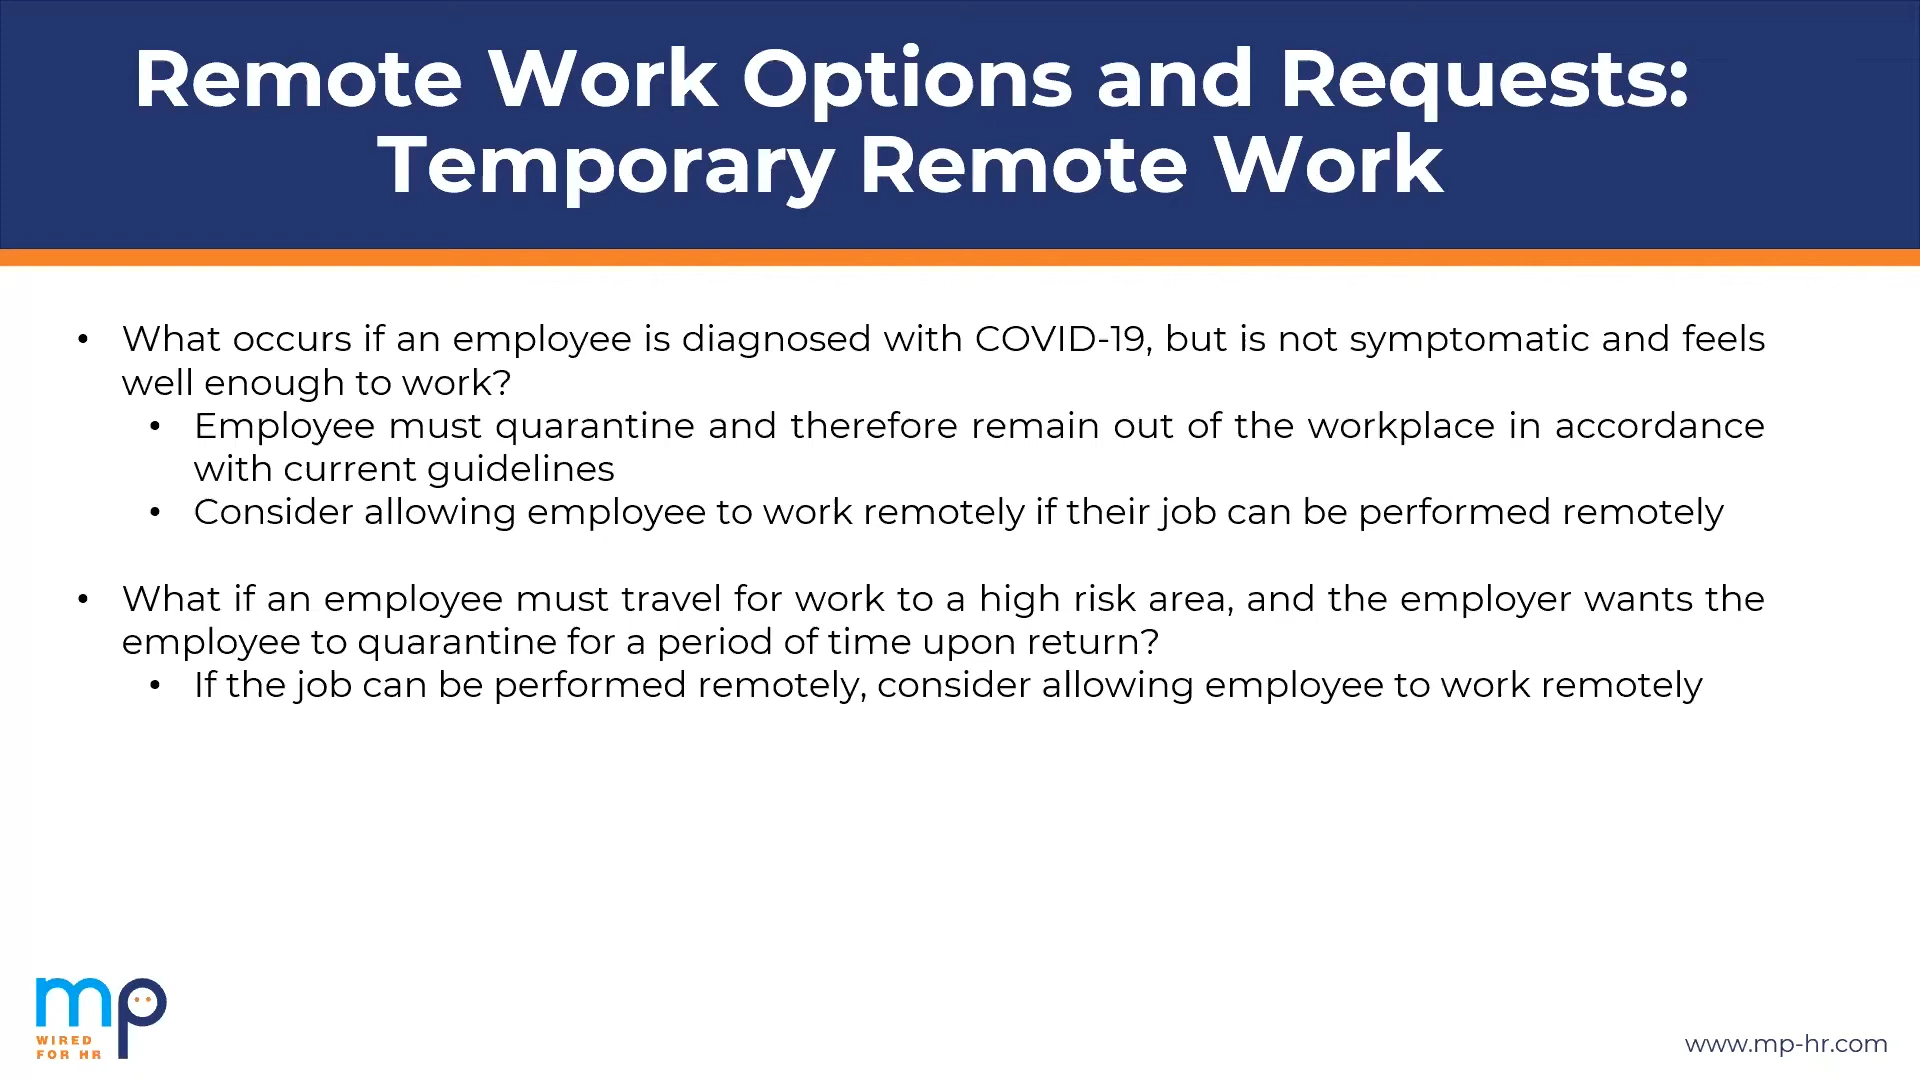 Remote Work Options and Requests:
Temporary Remote Work
• What occurs if an employee is diagnosed with COVID-19, but is not symptomatic and feels
well enough to work?
• Employee must quarantine and therefore remain out of the workplace in accordance
with current guidelines
• Consider allowing employee to work remotely if their job can be performed remotely
• What if an employee must travel for work to a high risk area, and the employer wants the
employee to quarantine for a period of time upon return?
• If the job can be performed remotely, consider allowing employee to work remotely
mp
WIRED
FOR HR
www.mp-hr.com